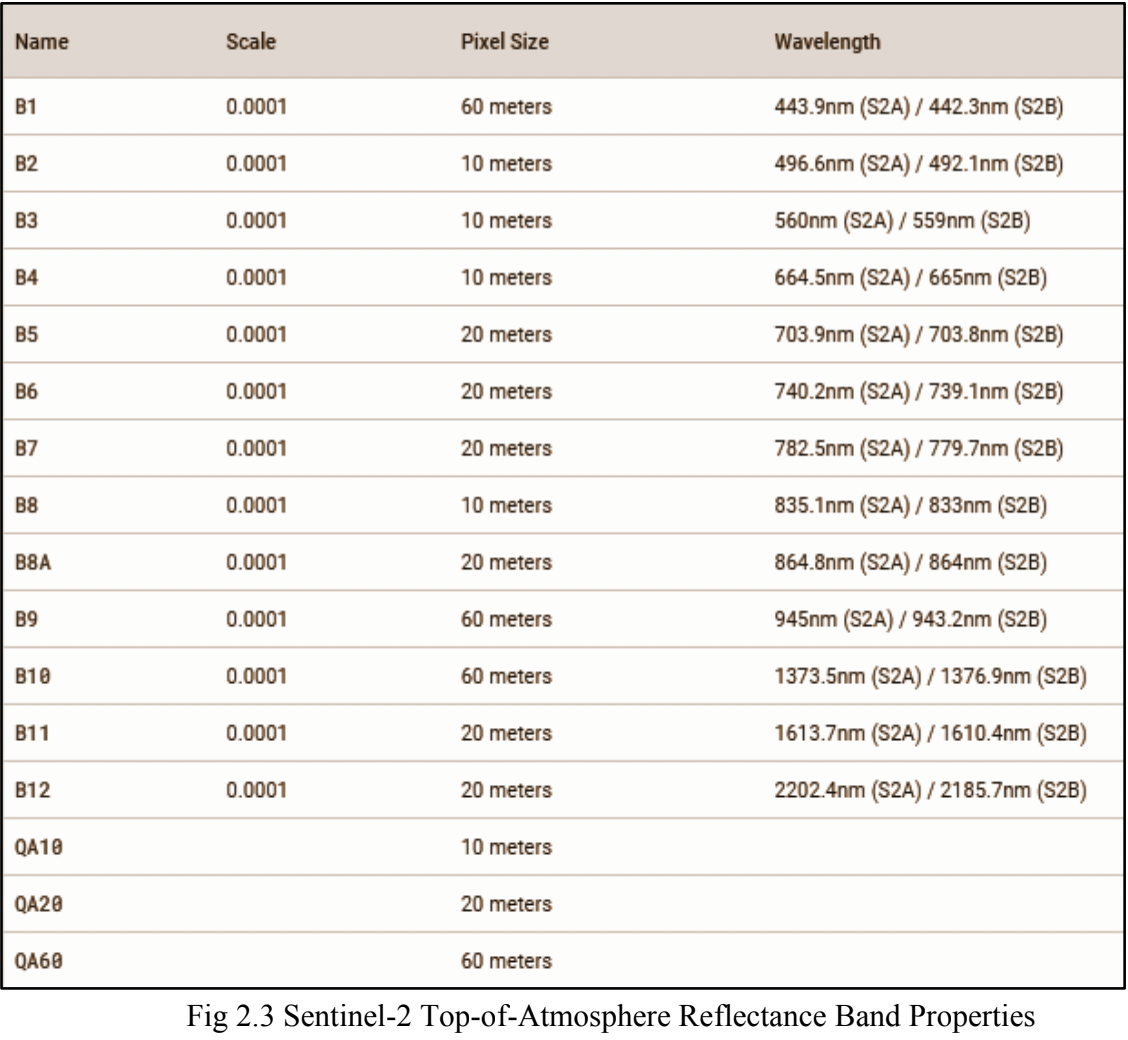 Name Scale Pixel Size Wavelength
B1 0.0001 60 meters 443.9nm (S2A) / 442.3nm (S2B)
B2 0.0001 10 meters 496.6nm (S2A) / 492.1nm (S2B)
B3 0.0001 10 meters 560nm (S2A) / 559nm (S2B)
B4 0.0001 10 meters 664.5nm (S2A) / 665nm (S2B)
B5 0.0001 20 meters 703.9nm (S2A) / 703.8nm (S2B)
B6 0.0001 20 meters 740.2nm (S2A) / 739.1nm (S2B)
B7 0.0001 20 meters 782.5nm (S2A) / 779.7nm (S2B)
B8 0.0001 10 meters 835.1nm (S2A) / 833nm (S2B)
B8A 0.0001 20 meters 864.8nm (S2A) / 864nm (S2B)
B9 0.0001 60 meters 945nm (S2A) / 943.2nm (S2B)
B10 0.0001 60 meters 1373.5nm (S2A) / 1376.9nm (S2B)
B11 0.0001 20 meters 1613.7nm (S2A) / 1610.4nm (S2B)
B12 0.0001 20 meters 2202.4nm (S2A) / 2185.7nm (S2B)
QA10 10 meters
QA20 20 meters
QA60 60 meters
Fig 2.3 Sentinel-2 Top-of-Atmosphere Reflectance Band Properties